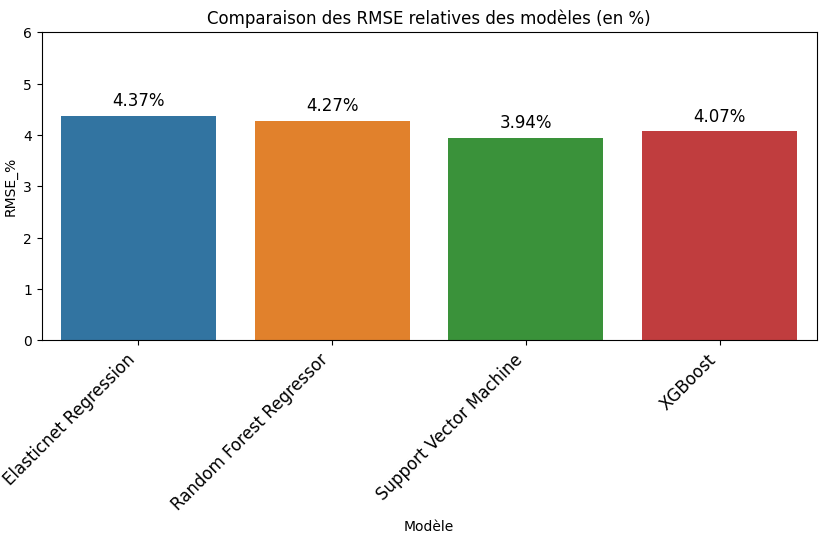 Comparaison des RMSE relatives des modèles (en %)
RMSE_%
6
5
4
3
2
1
0
4.37%
4.27%
3.94%
4.07%
Elasticnet Regression
Random Forest Regressor
Support Vector Machine
XGBoost
Modèle